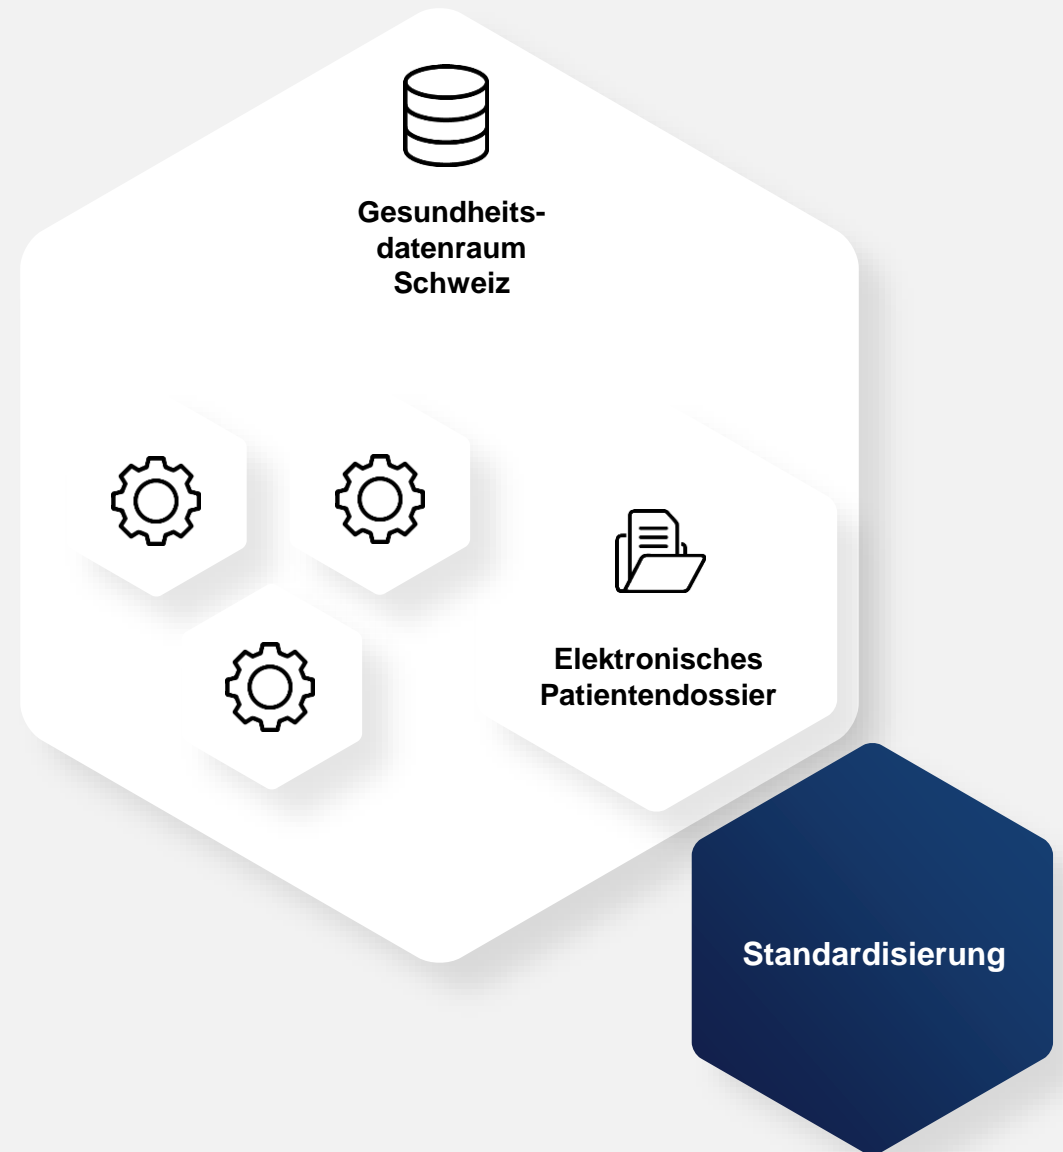 Gesundheits-
datenraum
Schweiz
Elektronisches
Patientendossier
Standardisierung